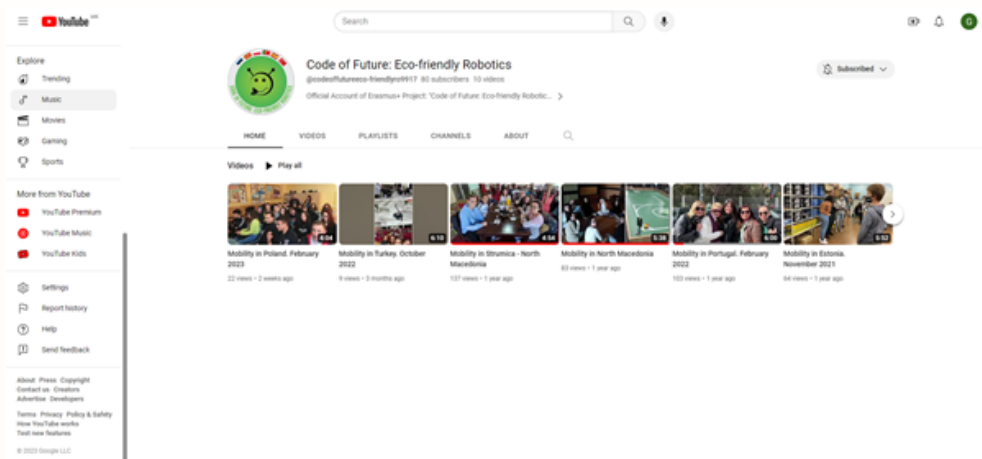 YouTube
Search
G
Explore
Trending
Music
Movies
Gaming
Sports
More from YouTube
YouTube Premium
YouTube Music
YouTube Kids
Settings
Report history
Help
Send feedback
About Press Copyright
Contact us Creators
Advertise Developers
Terms Privacy Policy & Safety
How YouTube works
Test new features
© 2023 Google LLC
Code of Future: Eco-friendly Robotics
@codeoffutureeco-friendlyro9917 80 subscribers 10 videos
Official Account of Erasmus+ Project: "Code of Future: Eco-friendly Robotic...
Subscribed
HOME VIDEOS PLAYLISTS CHANNELS ABOUT
Videos Play all
4:04
Mobility in Poland. February
2023
22 views • 2 weeks ago
6:10
Mobility in Turkey. October
2022
9 views • 3 months ago
4:54
Mobility in Strumica - North
Macedonia
137 views • 1 year ago
5:38
Mobility in North Macedonia
83 views • 1 year ago
6:00
Mobility in Portugal. February
2022
103 views • 1 year ago
5:52
Mobility in Estonia.
November 2021
64 views • 1 year ago